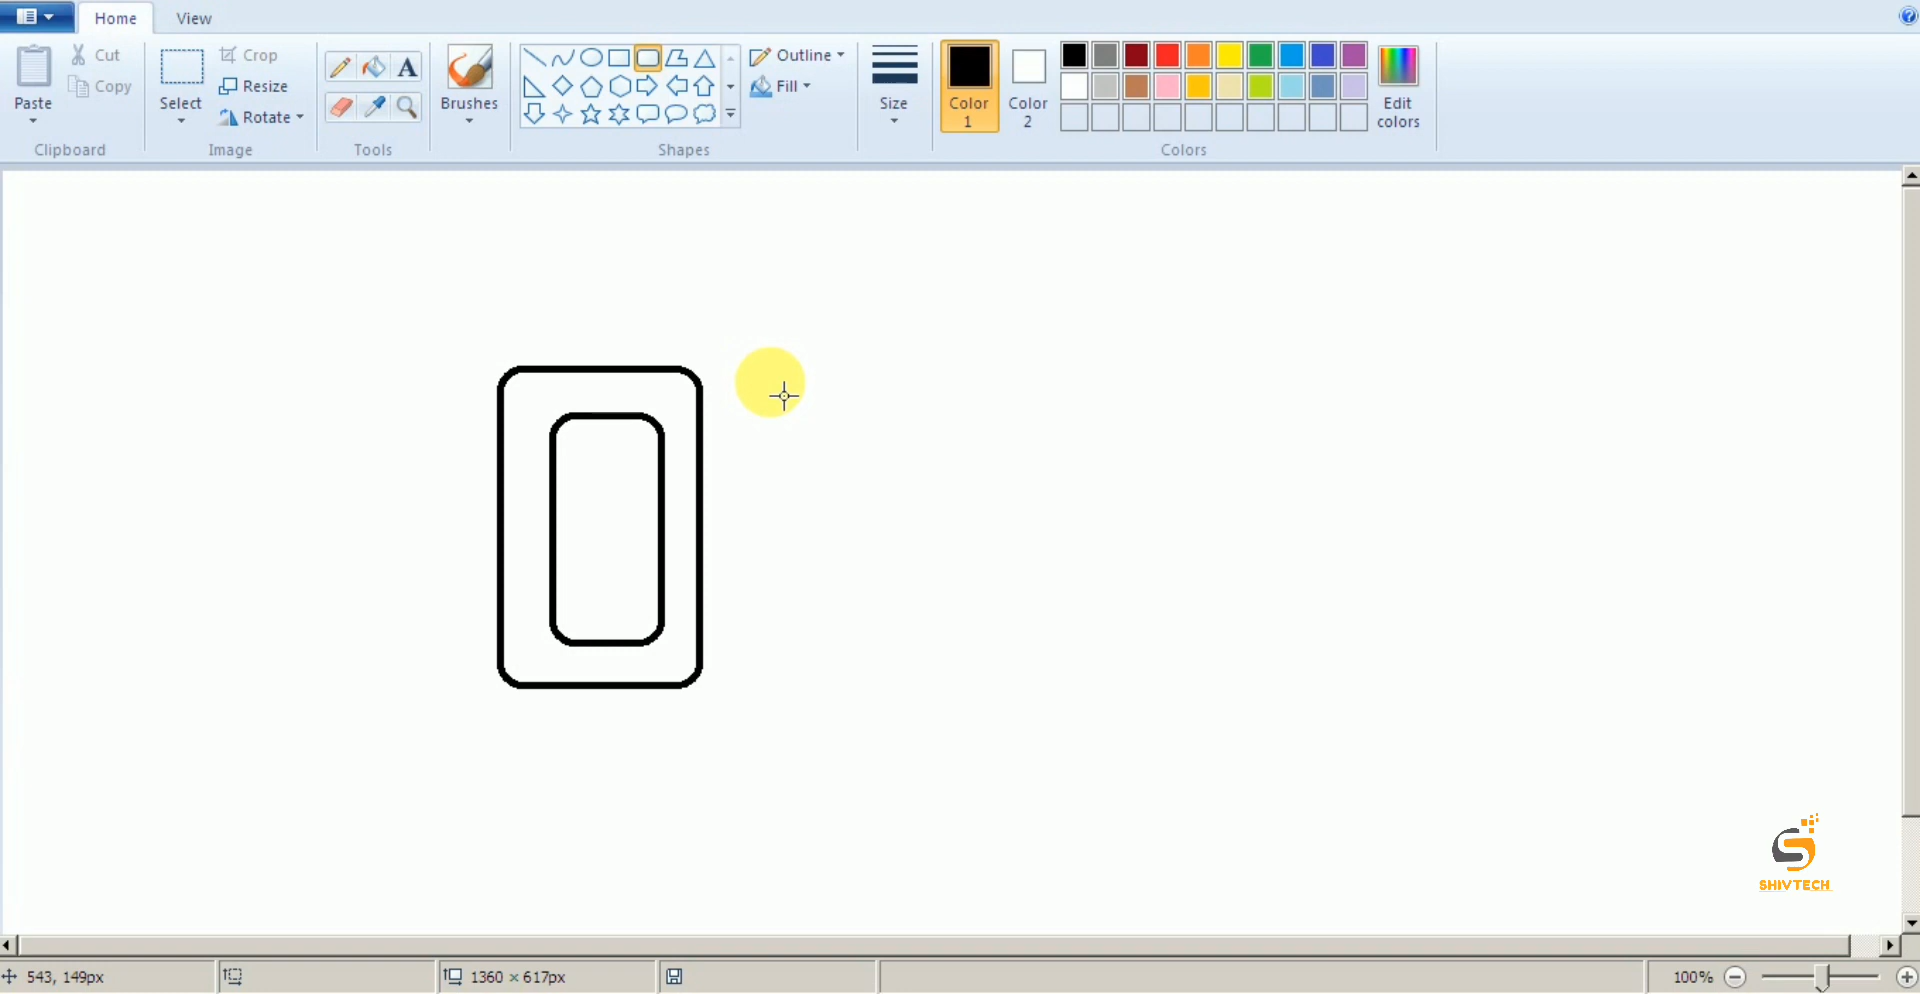 Home View
Paste
Cut
Copy
Clipboard
Select
Crop
Resize
Rotate
Image
A
Tools
Brushes
Shapes
Outline
Fill
Size
Color 1
Color 2
Edit colors
Colors
SHIVTECH
543, 149px
1360 × 617px
100%